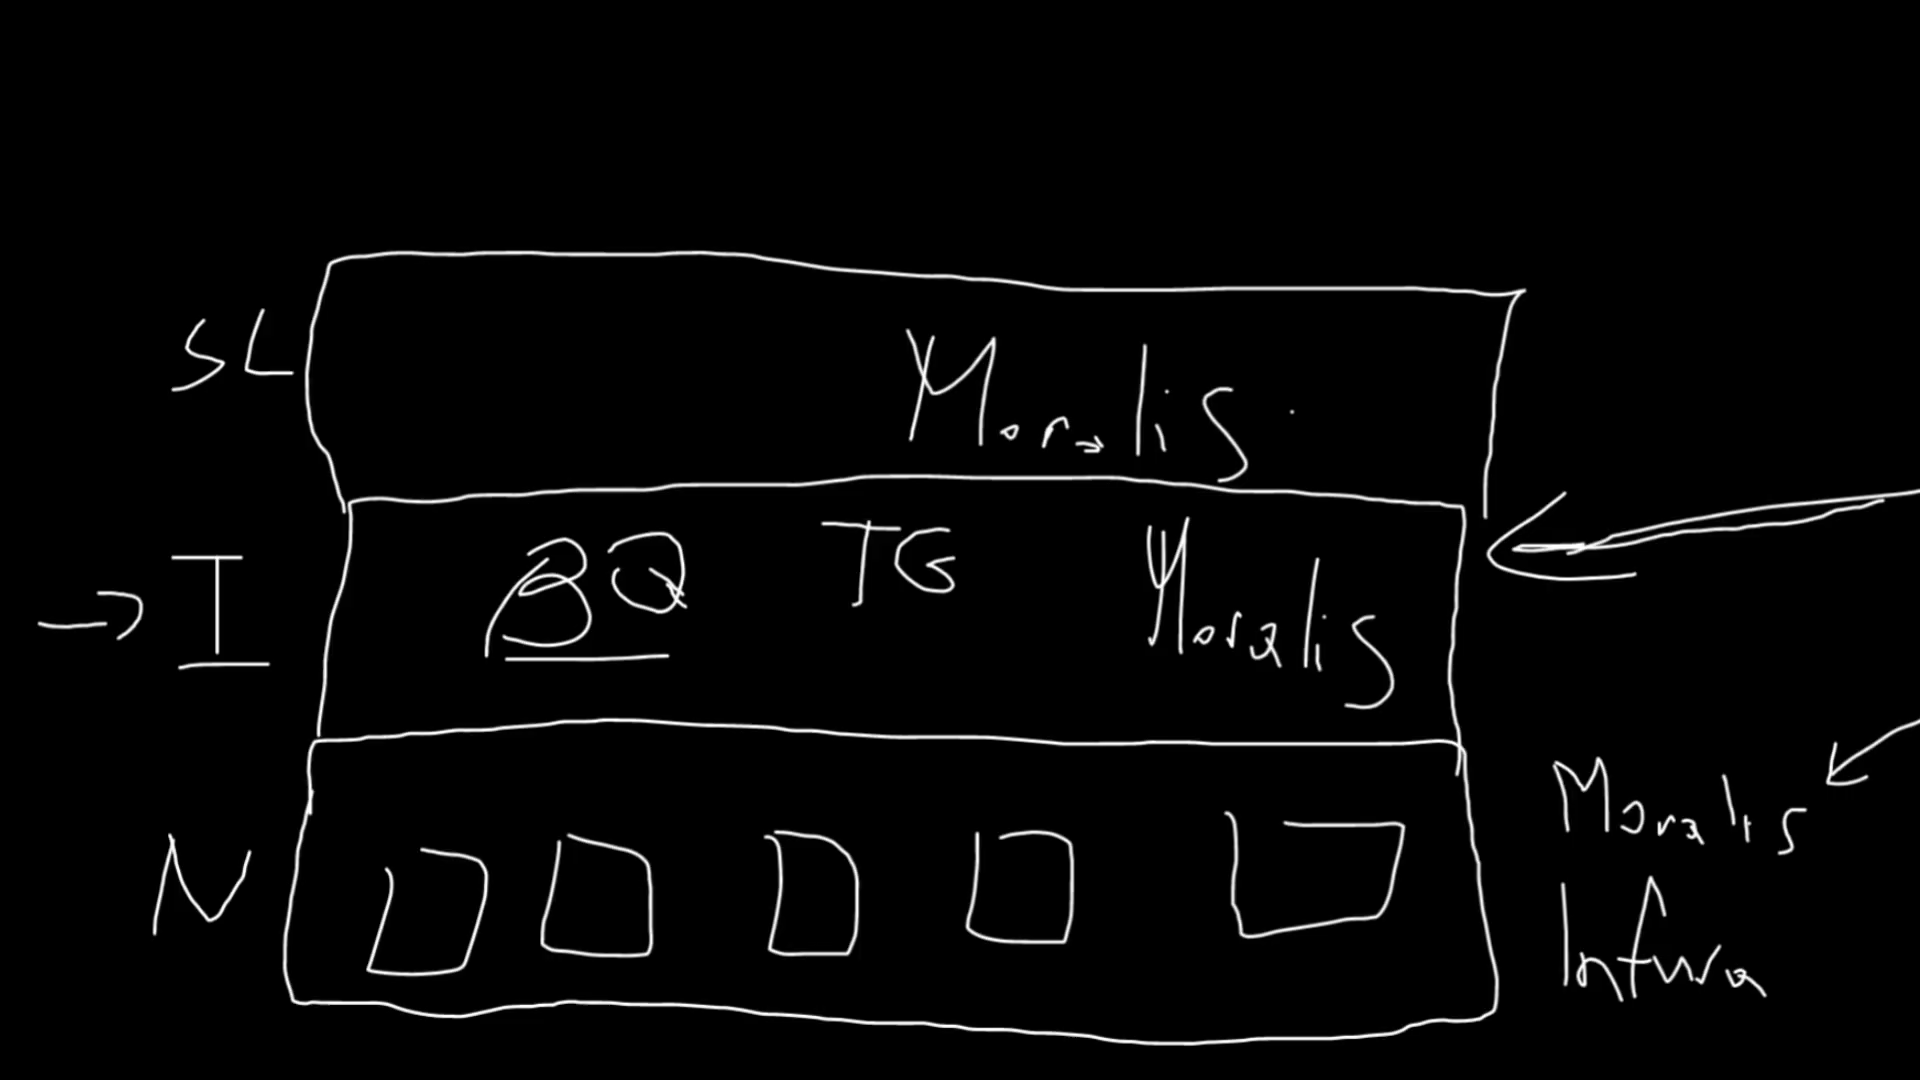 SL Moralis
I BQ TG Moralis
N
Moralis
Infura